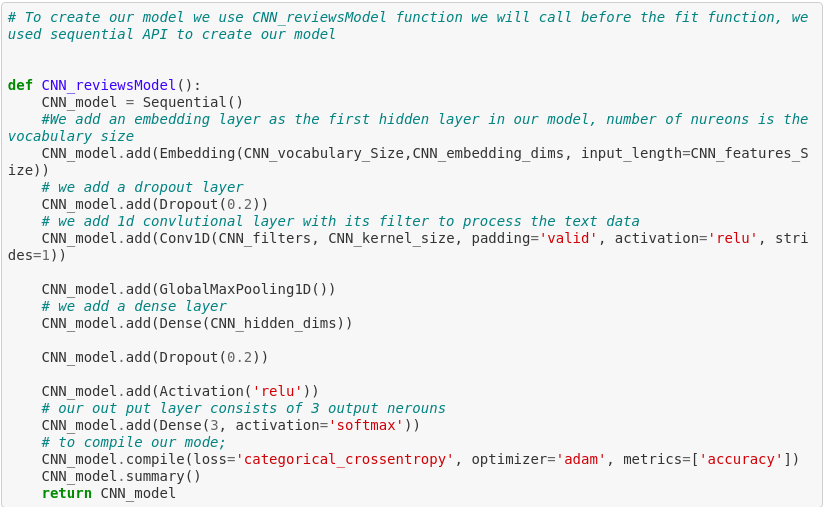 # To create our model we use CNN_reviewsModel function we will call before the fit function, we
used sequential API to create our model
def CNN_reviewsModel():
    CNN_model = Sequential()
    #We add an embedding layer as the first hidden layer in our model, number of nureons is the
vocabulary size
    CNN_model.add(Embedding(CNN_vocabulary_Size,CNN_embedding_dims, input_length=CNN_features_S
ize))
    # we add a dropout layer
    CNN_model.add(Dropout(0.2))
    # we add 1d convlutional layer with its filter to process the text data
    CNN_model.add(Conv1D(CNN_filters, CNN_kernel_size, padding='valid', activation='relu', stri
des=1))
    CNN_model.add(GlobalMaxPooling1D())
    # we add a dense layer
    CNN_model.add(Dense(CNN_hidden_dims))
    CNN_model.add(Dropout(0.2))
    CNN_model.add(Activation('relu'))
    # our out put layer consists of 3 output nerouns
    CNN_model.add(Dense(3, activation='softmax'))
    # to compile our mode;
    CNN_model.compile(loss='categorical_crossentropy', optimizer='adam', metrics=['accuracy'])
    CNN_model.summary()
    return CNN_model